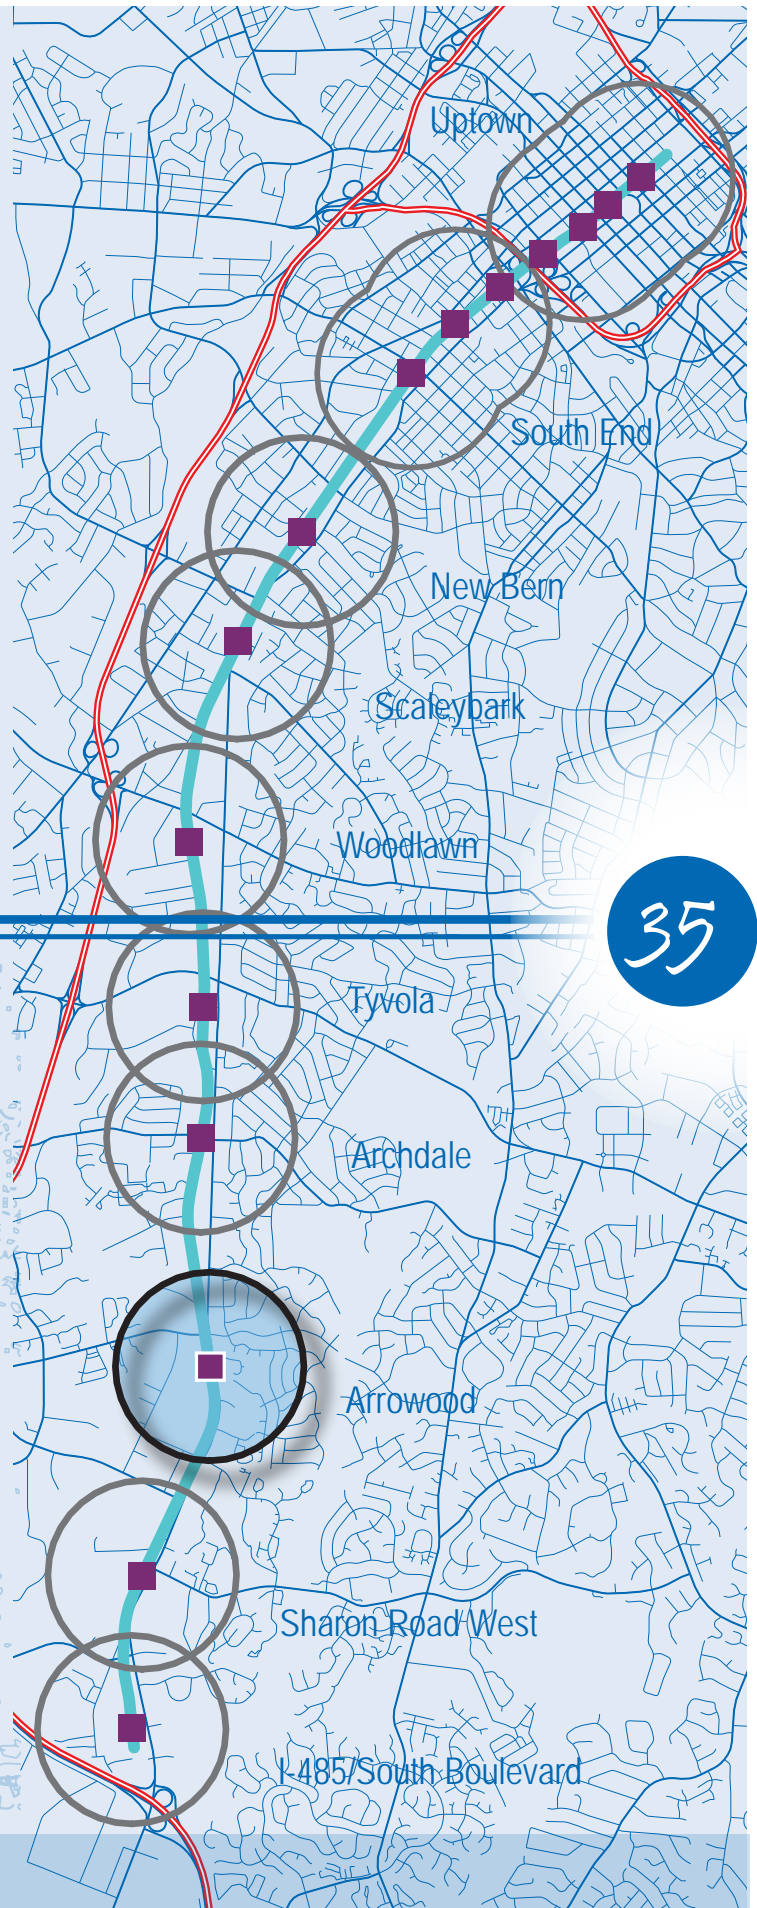 Uptown
South End
New Bern
Scaleybark
Woodlawn
35
Tyvola
Archdale
Arrowood
Sharon Road West
I-485/South Boulevard